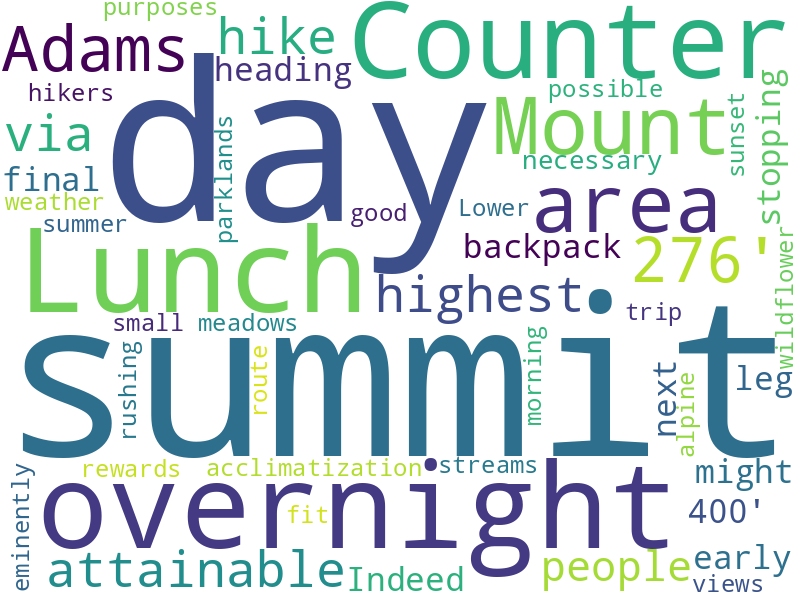 purposes
Adams
hike
Counter
heading
hikers
possible
day
Mount
stopping
via
parklands
sunset
necessary
final
weather
good
Lower
area
summer
Lunch
backpack
276'
wildflower
highest
small
meadows
trip
summit
rushing
route
morning
next
alpine
leg
rewards
acclimatization
streams
might
eminently
overnight
fit
400'
attainable
Indeed
people
early
views